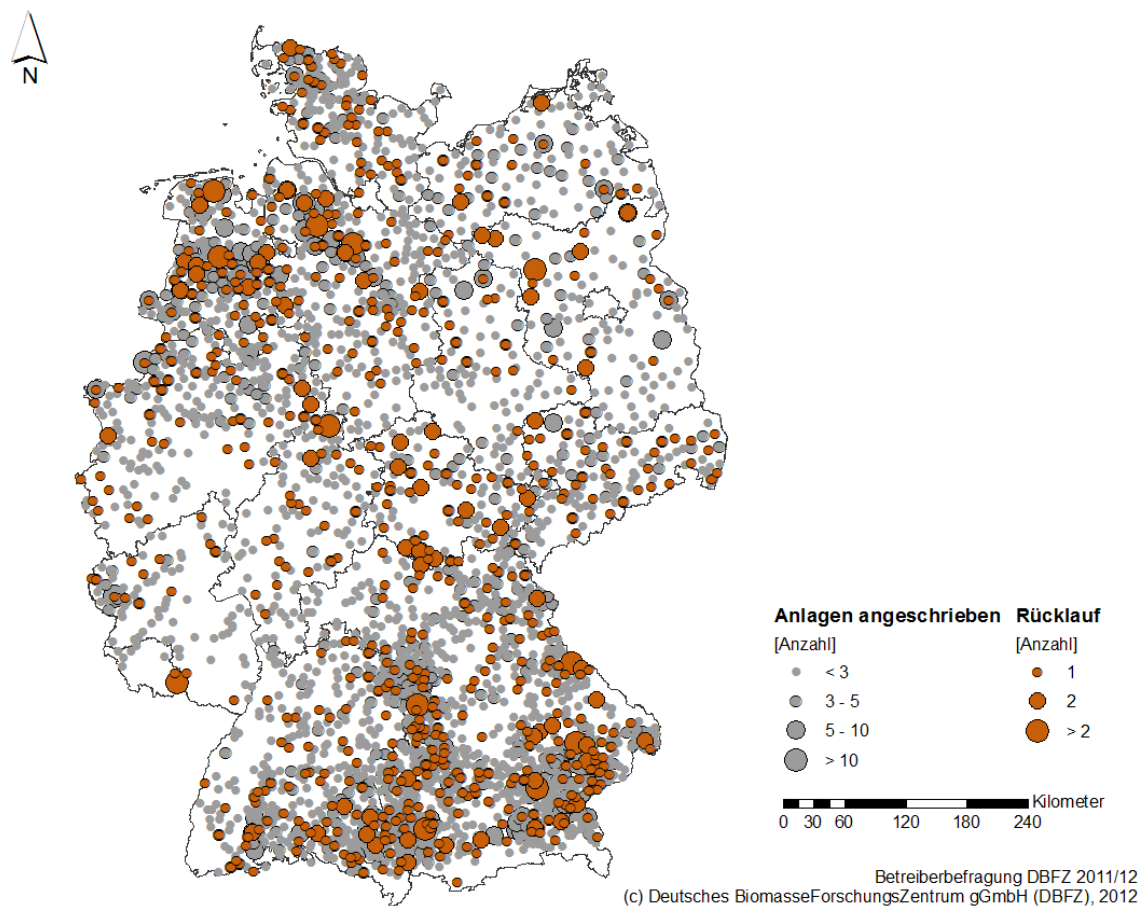 N
Anlagen angeschrieben Rücklauf
[Anzahl] [Anzahl]
< 3 1
3 - 5 2
5 - 10 > 2
> 10
Kilometer
0 30 60 120 180 240
Betreiberbefragung DBFZ 2011/12
(c) Deutsches BiomasseForschungsZentrum gGmbH (DBFZ), 2012